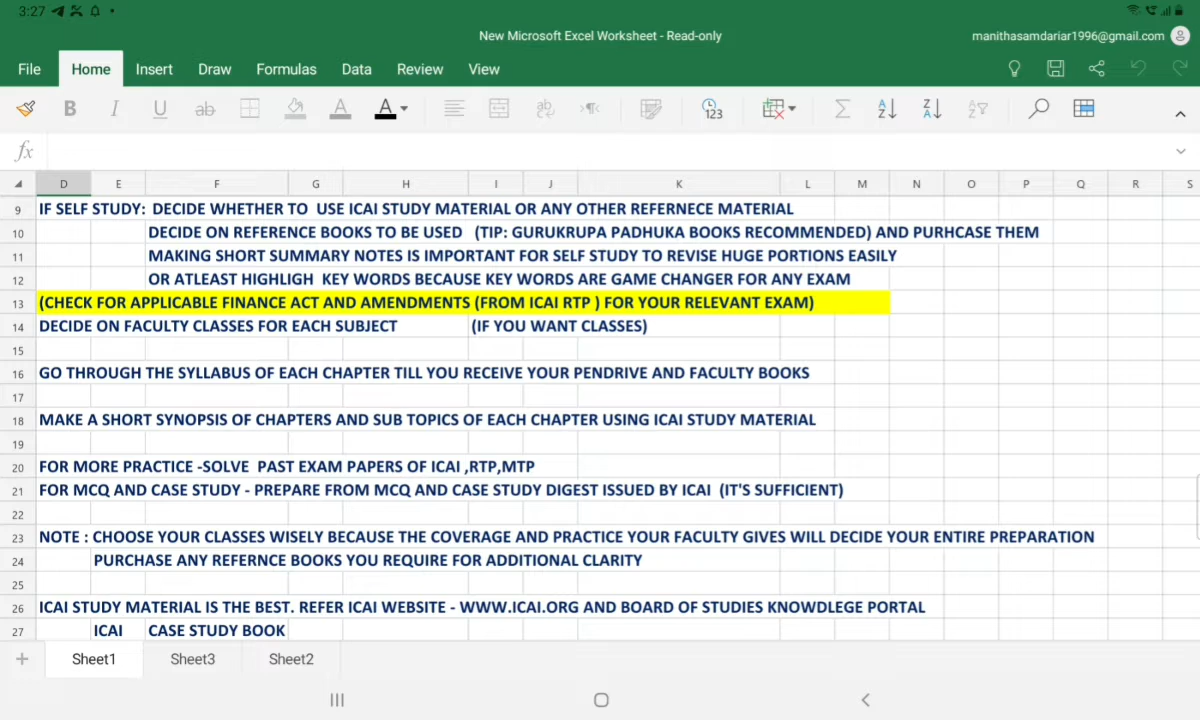 3:27
New Microsoft Excel Worksheet - Read-only
manithasamdariar1996@gmail.com
File Home Insert Draw Formulas Data Review View
B I U ab A A ab 123 A Z Z A A Z
fx
D E F G H I J K L M N O P Q R S
9 IF SELF STUDY: DECIDE WHETHER TO USE ICAI STUDY MATERIAL OR ANY OTHER REFERNECE MATERIAL
10 DECIDE ON REFERENCE BOOKS TO BE USED (TIP: GURUKRUPA PADHUKA BOOKS RECOMMENDED) AND PURHCASE THEM
11 MAKING SHORT SUMMARY NOTES IS IMPORTANT FOR SELF STUDY TO REVISE HUGE PORTIONS EASILY
12 OR ATLEAST HIGHLIGH KEY WORDS BECAUSE KEY WORDS ARE GAME CHANGER FOR ANY EXAM
13 (CHECK FOR APPLICABLE FINANCE ACT AND AMENDMENTS (FROM ICAI RTP ) FOR YOUR RELEVANT EXAM)
14 DECIDE ON FACULTY CLASSES FOR EACH SUBJECT (IF YOU WANT CLASSES)
15
16 GO THROUGH THE SYLLABUS OF EACH CHAPTER TILL YOU RECEIVE YOUR PENDRIVE AND FACULTY BOOKS
17
18 MAKE A SHORT SYNOPSIS OF CHAPTERS AND SUB TOPICS OF EACH CHAPTER USING ICAI STUDY MATERIAL
19
20 FOR MORE PRACTICE -SOLVE PAST EXAM PAPERS OF ICAI ,RTP,MTP
21 FOR MCQ AND CASE STUDY - PREPARE FROM MCQ AND CASE STUDY DIGEST ISSUED BY ICAI (IT'S SUFFICIENT)
22
23 NOTE : CHOOSE YOUR CLASSES WISELY BECAUSE THE COVERAGE AND PRACTICE YOUR FACULTY GIVES WILL DECIDE YOUR ENTIRE PREPARATION
24 PURCHASE ANY REFERNCE BOOKS YOU REQUIRE FOR ADDITIONAL CLARITY
25
26 ICAI STUDY MATERIAL IS THE BEST. REFER ICAI WEBSITE - WWW.ICAI.ORG AND BOARD OF STUDIES KNOWDLEGE PORTAL
27 ICAI CASE STUDY BOOK
Sheet1 Sheet3 Sheet2